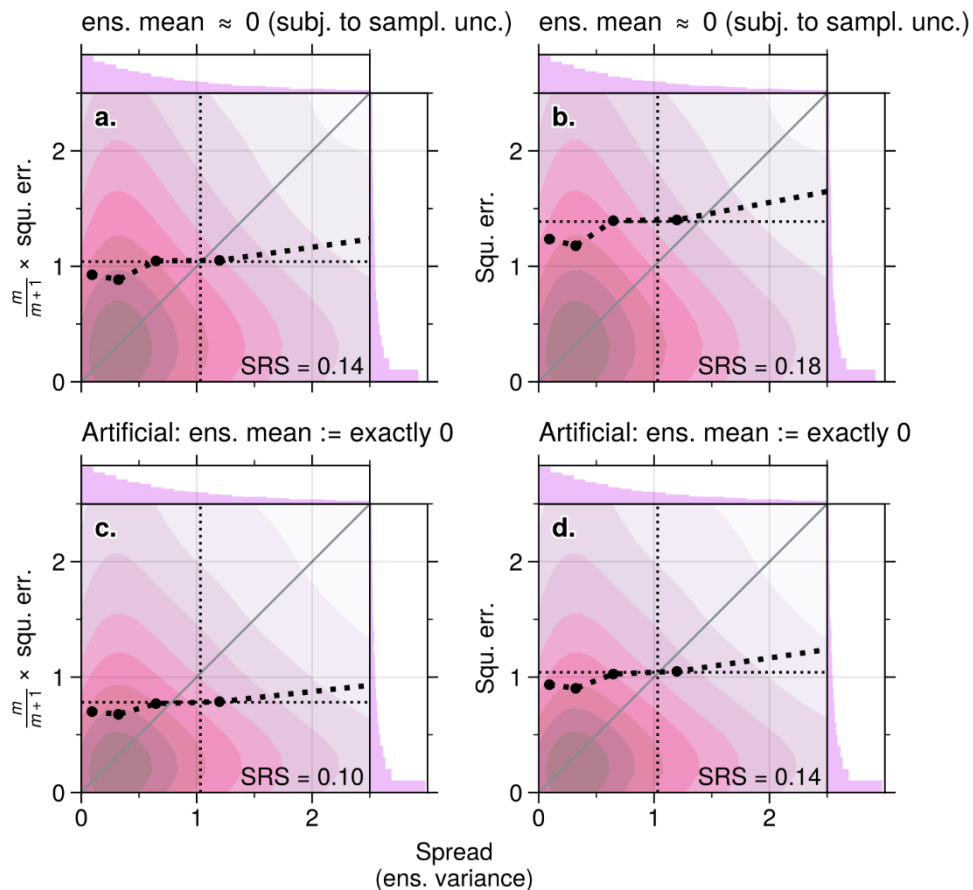 ens. mean ≈ 0 (subj. to sampl. unc.)
ens. mean ≈ 0 (subj. to sampl. unc.)
a.
2
1
0
m/m+1 × squ. err.
SRS = 0.14
b.
2
1
0
Squ. err.
SRS = 0.18
Artificial: ens. mean := exactly 0
Artificial: ens. mean := exactly 0
c.
2
1
0
m/m+1 × squ. err.
SRS = 0.10
0 1 2
d.
2
1
0
Squ. err.
SRS = 0.14
0 1 2
Spread
(ens. variance)